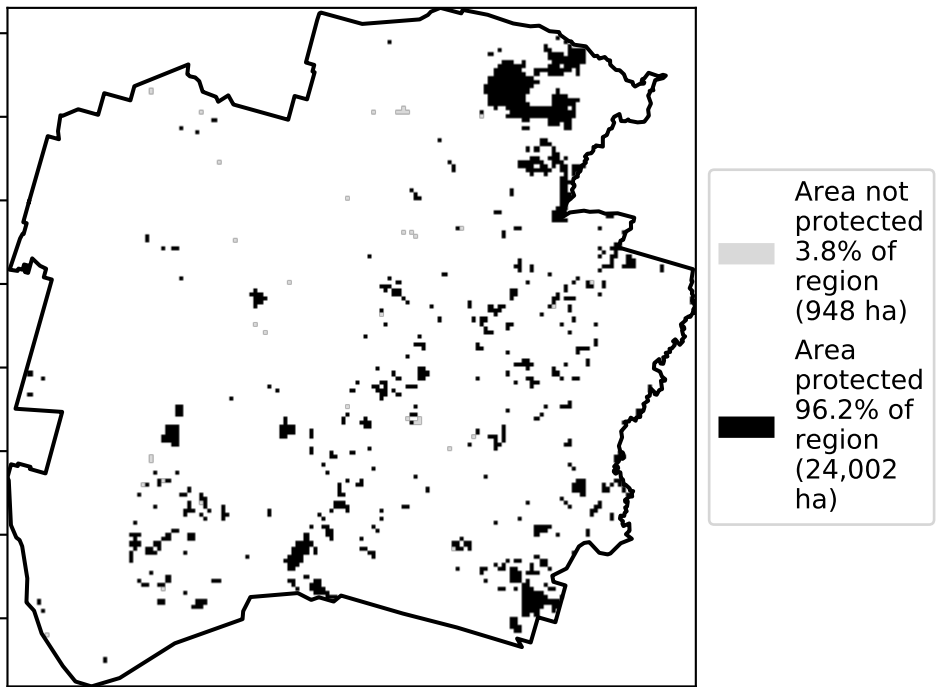 Area not
protected
3.8% of
region
(948 ha)
Area
protected
96.2% of
region
(24,002
ha)